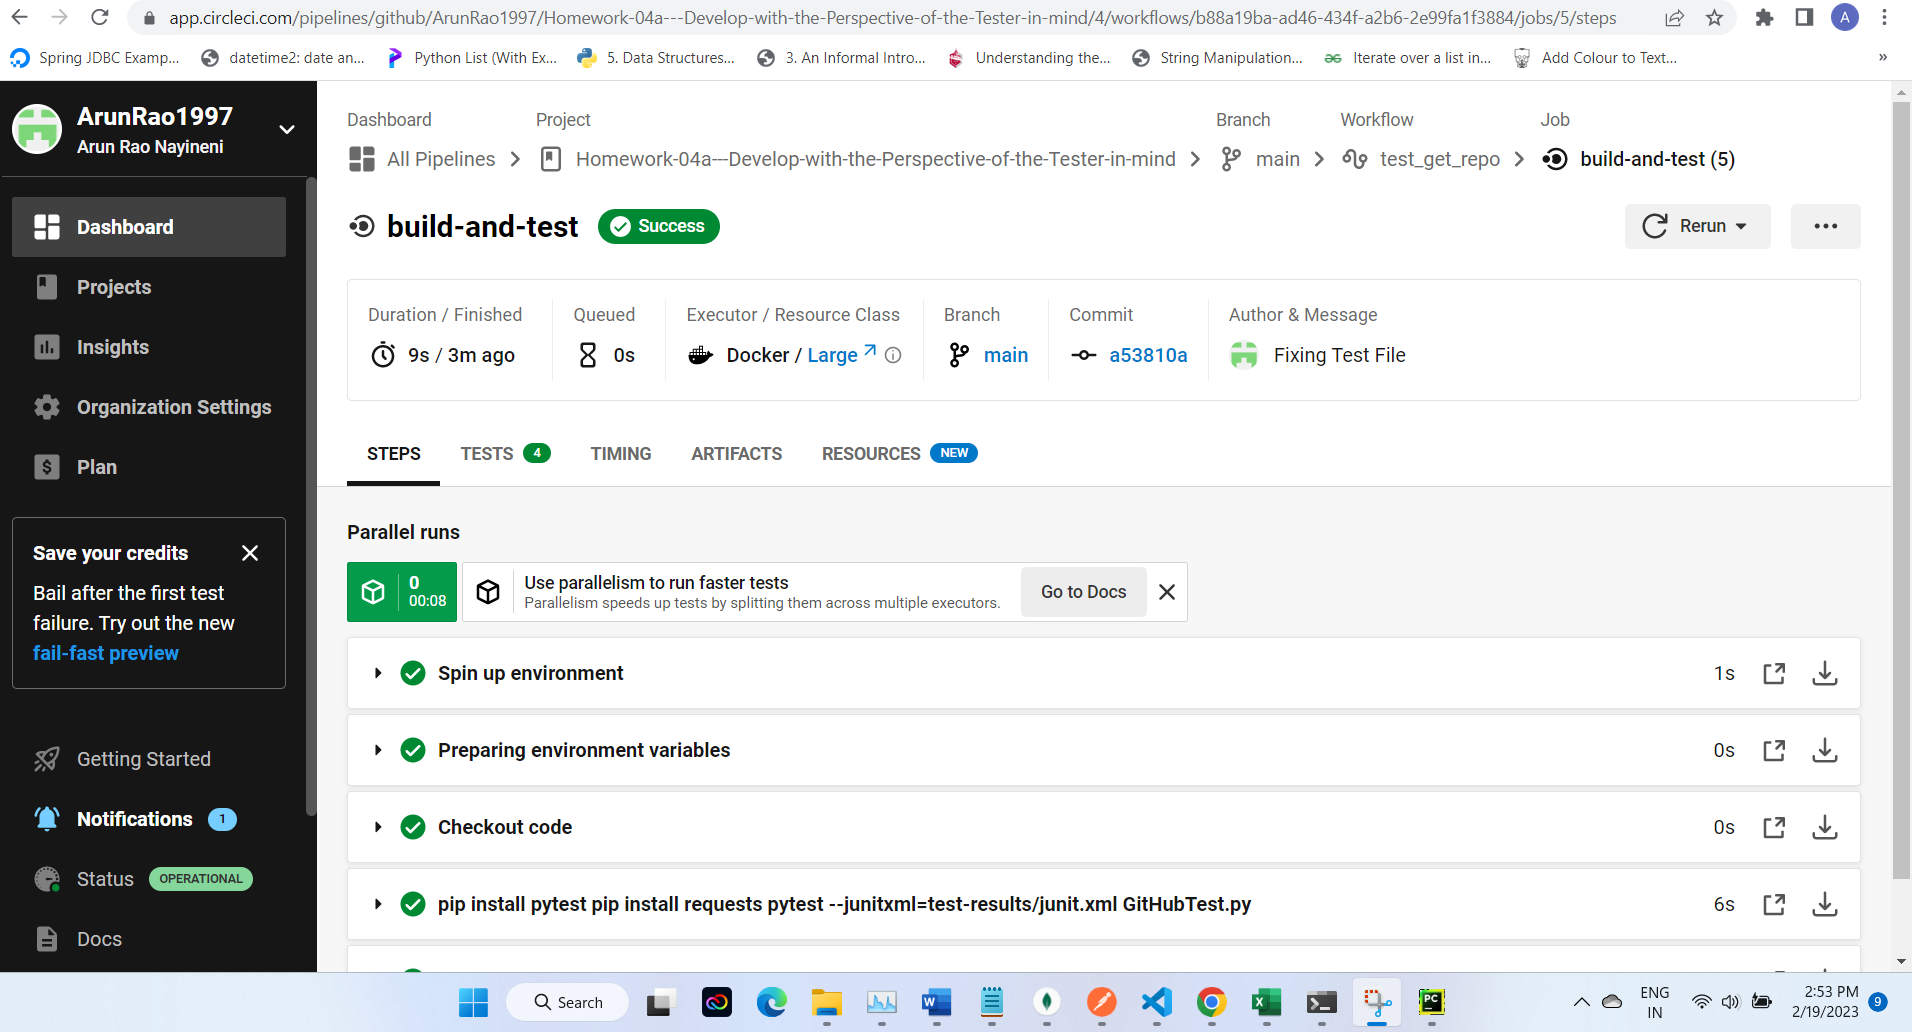 app.circleci.com/pipelines/github/ArunRao1997/Homework-04a---Develop-with-the-Perspective-of-the-Tester-in-mind/4/workflows/b88a19ba-ad46-434f-a2b6-2e99fa1f3884/jobs/5/steps
A
Spring JDBC Examp...
datetime2: date an...
Python List (With Ex...
5. Data Structures...
3. An Informal Intro...
Understanding the...
String Manipulation...
Iterate over a list in...
Add Colour to Text...
»
ArunRao1997
Arun Rao Nayineni
Dashboard
Projects
Insights
Organization Settings
Plan
Save your credits
Bail after the first test
failure. Try out the new
fail-fast preview
Getting Started
Notifications 1
Status OPERATIONAL
Docs
Dashboard Project Branch Workflow Job
All Pipelines Homework-04a---Develop-with-the-Perspective-of-the-Tester-in-mind main test_get_repo build-and-test (5)
build-and-test Success
Rerun
Duration / Finished Queued Executor / Resource Class Branch Commit Author & Message
9s / 3m ago 0s Docker / Large main a53810a Fixing Test File
STEPS TESTS 4 TIMING ARTIFACTS RESOURCES NEW
Parallel runs
0
00:08
Use parallelism to run faster tests
Parallelism speeds up tests by splitting them across multiple executors.
Go to Docs
Spin up environment 1s
Preparing environment variables 0s
Checkout code 0s
pip install pytest pip install requests pytest --junitxml=test-results/junit.xml GitHubTest.py 6s
Search
W
X
PC
ENG
IN
2:53 PM
2/19/2023
9